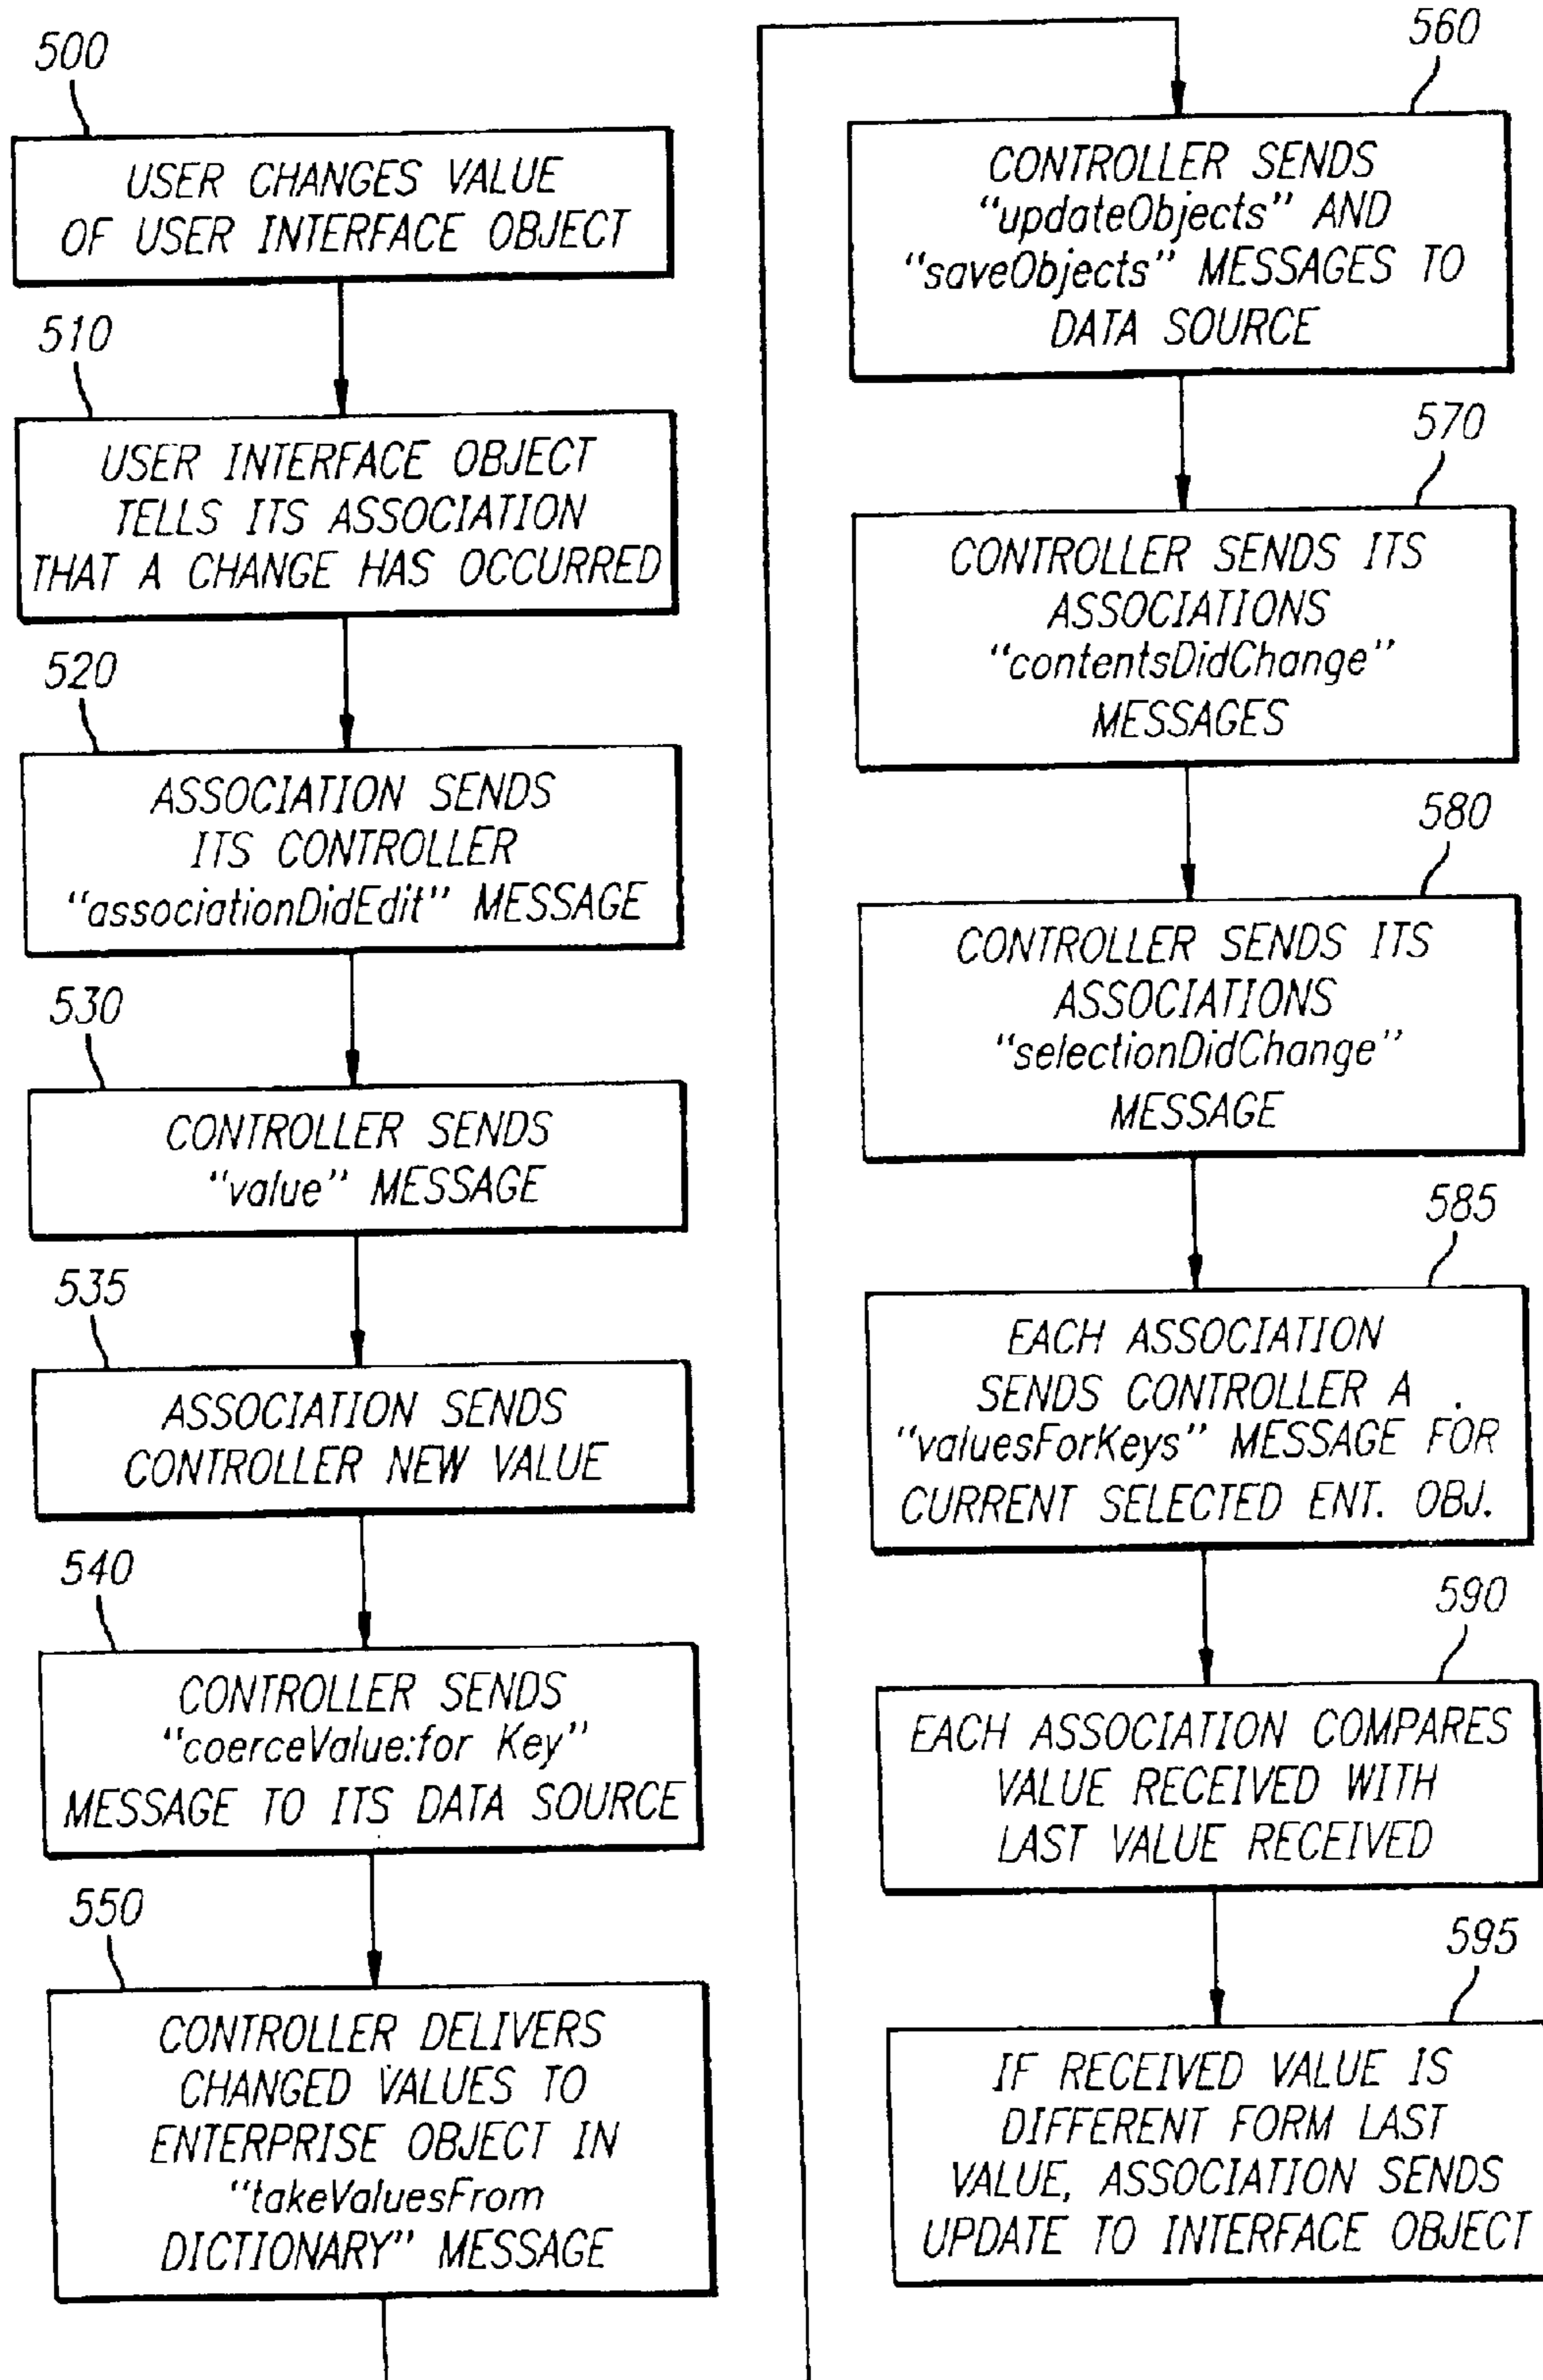 500
USER CHANGES VALUE
OF USER INTERFACE OBJECT
510
USER INTERFACE OBJECT
TELLS ITS ASSOCIATION
THAT A CHANGE HAS OCCURRED
520
ASSOCIATION SENDS
ITS CONTROLLER
"associationDidEdit" MESSAGE
530
CONTROLLER SENDS
"value" MESSAGE
535
ASSOCIATION SENDS
CONTROLLER NEW VALUE
540
CONTROLLER SENDS
"coerceValue:for Key"
MESSAGE TO ITS DATA SOURCE
550
CONTROLLER DELIVERS
CHANGED VALUES TO
ENTERPRISE OBJECT IN
"takeValuesFrom
DICTIONARY" MESSAGE
560
CONTROLLER SENDS
"updateObjects" AND
"saveObjects" MESSAGES TO
DATA SOURCE
570
CONTROLLER SENDS ITS
ASSOCIATIONS
"contentsDidChange"
MESSAGES
580
CONTROLLER SENDS ITS
ASSOCIATIONS
"selectionDidChange"
MESSAGE
585
EACH ASSOCIATION
SENDS CONTROLLER A
"valuesForKeys" MESSAGE FOR
CURRENT SELECTED ENT. OBJ.
590
EACH ASSOCIATION COMPARES
VALUE RECEIVED WITH
LAST VALUE RECEIVED
595
IF RECEIVED VALUE IS
DIFFERENT FORM LAST
VALUE, ASSOCIATION SENDS
UPDATE TO INTERFACE OBJECT